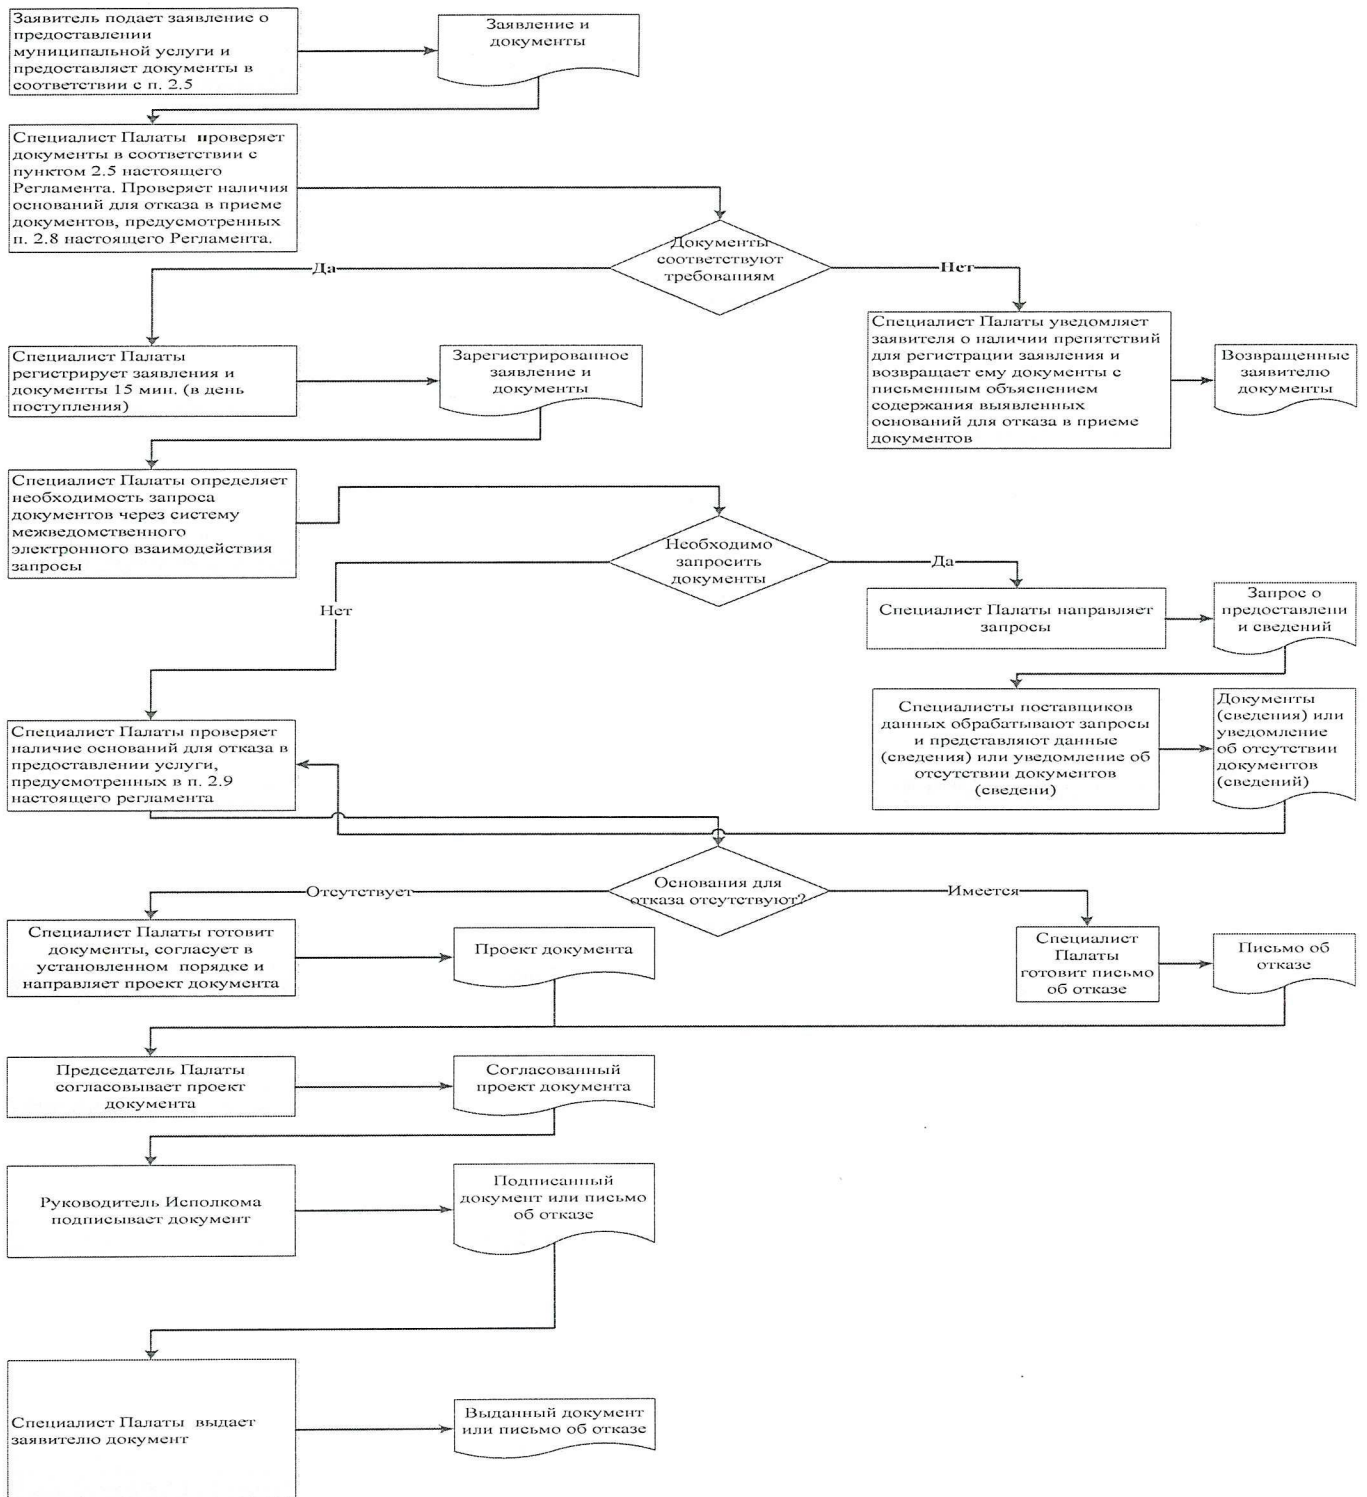 Заявитель подает заявление о
предоставлении
муниципальной услуги и
предоставляет документы в
соответствии с п. 2.5
Заявление и
документы
Специалист Палаты проверяет
документы в соответствии с
пунктом 2.5 настоящего
Регламента. Проверяет наличия
оснований для отказа в приеме
документов, предусмотренных
п. 2.8 настоящего Регламента.
Документы
соответствуют
требованиям
Да
Нет
Специалист Палаты
регистрирует заявления и
документы 15 мин. (в день
поступления)
Зарегистрированное
заявление и
документы
Специалист Палаты уведомляет
заявителя о наличии препятствий
для регистрации заявления и
возвращает ему документы с
письменным объяснением
содержания выявленных
оснований для отказа в приеме
документов
Возвращенные
заявителю
документы
Специалист Палаты определяет
необходимость запроса
документов через систему
межведомственного
электронного взаимодействия
запросы
Необходимо
запросить
документы
Да
Нет
Специалист Палаты направляет
запросы
Запрос о
предоставлени
и сведений
Специалисты поставщиков
данных обрабатывают запросы
и представляют данные
(сведения) или уведомление об
отсутствии документов
(сведени)
Документы
(сведения) или
уведомление
об отсутствии
документов
(сведений)
Специалист Палаты проверяет
наличие оснований для отказа в
предоставлении услуги,
предусмотренных в п. 2.9
настоящего регламента
Основания для
отказа отсутствуют?
Отсутствует
Имеется
Специалист Палаты готовит
документы, согласует в
установленном порядке и
направляет проект документа
Проект документа
Специалист
Палаты
готовит письмо
об отказе
Письмо об
отказе
Председатель Палаты
согласовывает проект
документа
Согласованный
проект документа
Руководитель Исполкома
подписывает документ
Подписанный
документ или письмо
об отказе
Специалист Палаты выдает
заявителю документ
Выданный документ
или письмо об отказе